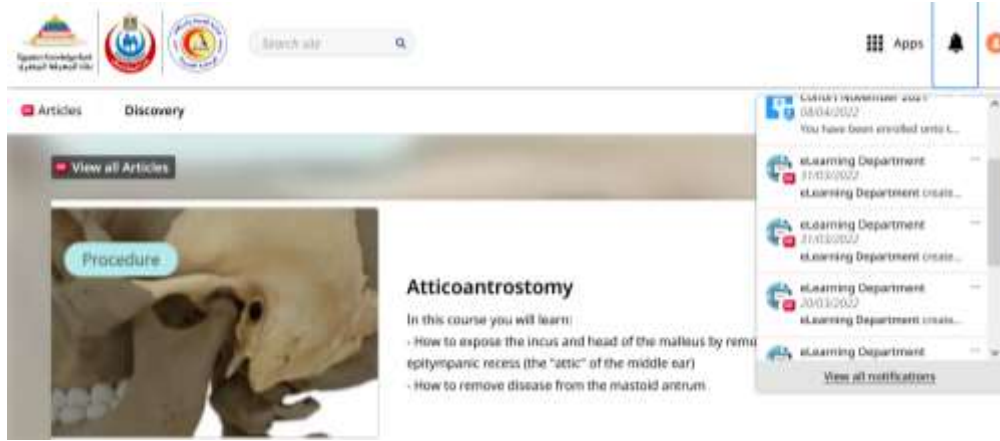 Search site
Apps
Articles
Discovery
View all Articles
Procedure
Atticoantrostomy
In this course you will learn:
- How to expose the incus and head of the malleus by remo
epitympanic recess (the "attic" of the middle ear)
- How to remove disease from the mastoid antrum
Cohort November 2021
08/04/2022
You have been enrolled onto t...
eLearning Department
31/03/2022
eLearning Department create...
eLearning Department
31/03/2022
eLearning Department create...
eLearning Department
20/03/2022
eLearning Department create...
eLearning Department
View all notifications